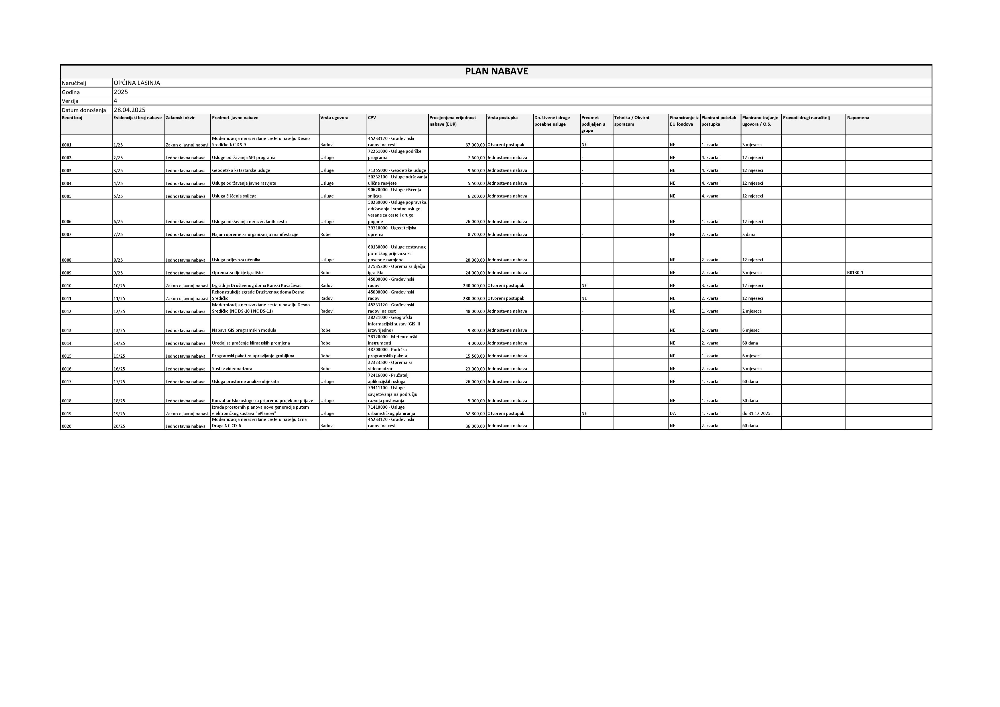 PLAN NABAVE
Naručitelj OPĆINA LASINJA
Godina 2025
Verzija 4
Datum donošenja 28.04.2025
Redni broj Evidencijski broj nabave Zakonski okvir Predmet javne nabave Vrsta ugovora CPV Procijenjena vrijednost nabave (EUR) Vrsta postupka Društvene i druge posebne usluge Predmet podijeljen u grupe Tehnika / Okvirni sporazum Financiranje iz EU fondova Planirani početak postupka Planirano trajanje ugovora / O.S. Provodi drugi naručitelj Napomena
0001 1/25 Zakon o javnoj nabavi Modernizacija nerazvrstane ceste u naselju Desno Sredičko NC DS-9 Radovi 45233120 - Građevinski radovi na cesti 67.000,00 Otvoreni postupak NE NE 1. kvartal 3 mjeseca
0002 2/25 Jednostavna nabava Usluge održavanja SPI programa Usluge 72261000 - Usluge podrške programa 7.600,00 Jednostavna nabava - NE 4. kvartal 12 mjeseci
0003 3/25 Jednostavna nabava Geodetsko katastarske usluge Usluge 71355000 - Geodetske usluge 9.600,00 Jednostavna nabava - NE 4. kvartal 12 mjeseci
0004 4/25 Jednostavna nabava Usluge održavanja javne rasvjete Usluge 50232100 - Usluge održavanja ulične rasvjete 5.500,00 Jednostavna nabava - NE 4. kvartal 12 mjeseci
0005 5/25 Jednostavna nabava Usluga čišćenja snijega Usluge 90620000 - Usluge čišćenja snijega 6.200,00 Jednostavna nabava - NE 4. kvartal 12 mjeseci
0006 6/25 Jednostavna nabava Usluga održavanja nerazvrstanih cesta Usluge 50230000 - Usluge popravaka, održavanja i srodne usluge vezane za ceste i druge pogone 26.000,00 Jednostavna nabava - NE 1. kvartal 12 mjeseci
0007 7/25 Jednostavna nabava Najam opreme za organizaciju manifestacije Robe 39310000 - Ugostiteljska oprema 8.700,00 Jednostavna nabava - NE 2. kvartal 3 dana
0008 8/25 Jednostavna nabava Usluga prijevoza učenika Usluge 60130000 - Usluge cestovnog putničkog prijevoza za posebne namjene 20.000,00 Jednostavna nabava - NE 2. kvartal 12 mjeseci
0009 9/25 Jednostavna nabava Oprema za dječje igralište Robe 37535200 - Oprema za dječja igrališta 24.000,00 Jednostavna nabava - NE 2. kvartal 3 mjeseca R0130-1
0010 10/25 Zakon o javnoj nabavi Izgradnja Društvenog doma Banski Kovačevac Radovi 45000000 - Građevinski radovi 240.000,00 Otvoreni postupak NE NE 3. kvartal 12 mjeseci
0011 11/25 Zakon o javnoj nabavi Rekonstrukcija zgrade Društvenog doma Desno Sredičko Radovi 45000000 - Građevinski radovi 280.000,00 Otvoreni postupak NE NE 2. kvartal 12 mjeseci
0012 12/25 Jednostavna nabava Modernizacija nerazvrstane ceste u naselju Desno Sredičko (NC DS-10 i NC DS-11) Radovi 45233120 - Građevinski radovi na cesti 48.000,00 Jednostavna nabava - NE 1. kvartal 2 mjeseca
0013 13/25 Jednostavna nabava Nabava GIS programskih modula Robe 38221000 - Geografski informacijski sustav (GIS ili istovrijedno) 9.800,00 Jednostavna nabava - NE 2. kvartal 6 mjeseci
0014 14/25 Jednostavna nabava Uređaj za praćenje klimatskih promjena Robe 38120000 - Meteorološki instrumenti 4.000,00 Jednostavna nabava - NE 2. kvartal 60 dana
0015 15/25 Jednostavna nabava Programski paket za upravljanje grobljima Robe 48700000 - Podrška programskih paketa 15.500,00 Jednostavna nabava - NE 1. kvartal 6 mjeseci
0016 16/25 Jednostavna nabava Sustav videonadzora Robe 32323500 - Oprema za videonadzor 23.000,00 Jednostavna nabava - NE 2. kvartal 3 mjeseca
0017 17/25 Jednostavna nabava Usluga prostorne analize objekata Usluge 72416000 - Pružatelji aplikacijskih usluga 26.000,00 Jednostavna nabava - NE 1. kvartal 60 dana
0018 18/25 Jednostavna nabava Konzultantske usluge za pripremu projektne prijave Usluge 79411100 - Usluge savjetovanja na području razvoja poslovanja 5.000,00 Jednostavna nabava - NE 1. kvartal 30 dana
0019 19/25 Zakon o javnoj nabavi Izrada prostornih planova nove generacije putem elektroničkog sustava "ePlanovi" Usluge 71410000 - Usluge urbanističkog planiranja 52.800,00 Otvoreni postupak NE DA 1. kvartal do 31.12.2025.
0020 20/25 Jednostavna nabava Modernizacija nerazvrstane ceste u naselju Crna Draga NC CD-6 Radovi 45233120 - Građevinski radovi na cesti 36.000,00 Jednostavna nabava - NE 2. kvartal 60 dana